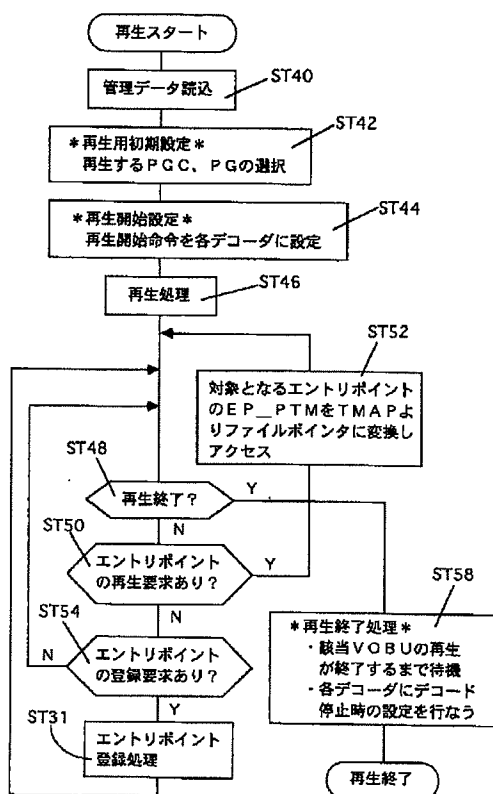 再生スタート
ST40
管理データ読込
ST42
*再生用初期設定*
再生するPGC、PGの選択
ST44
*再生開始設定*
再生開始命令を各デコーダに設定
ST46
再生処理
ST52
対象となるエントリポイント
のEP__PTMをTMAPよ
りファイルポインタに変換し
アクセス
ST48
再生終了?
Y
N
ST50
エントリポイント
の再生要求あり?
Y
N
ST54
エントリポイント
の登録要求あり?
N
Y
ST31
エントリポイント
登録処理
ST58
*再生終了処理*
・該当VOBUの再生
が終了するまで待機
・各デコーダにデコード
停止時の設定を行なう
再生終了